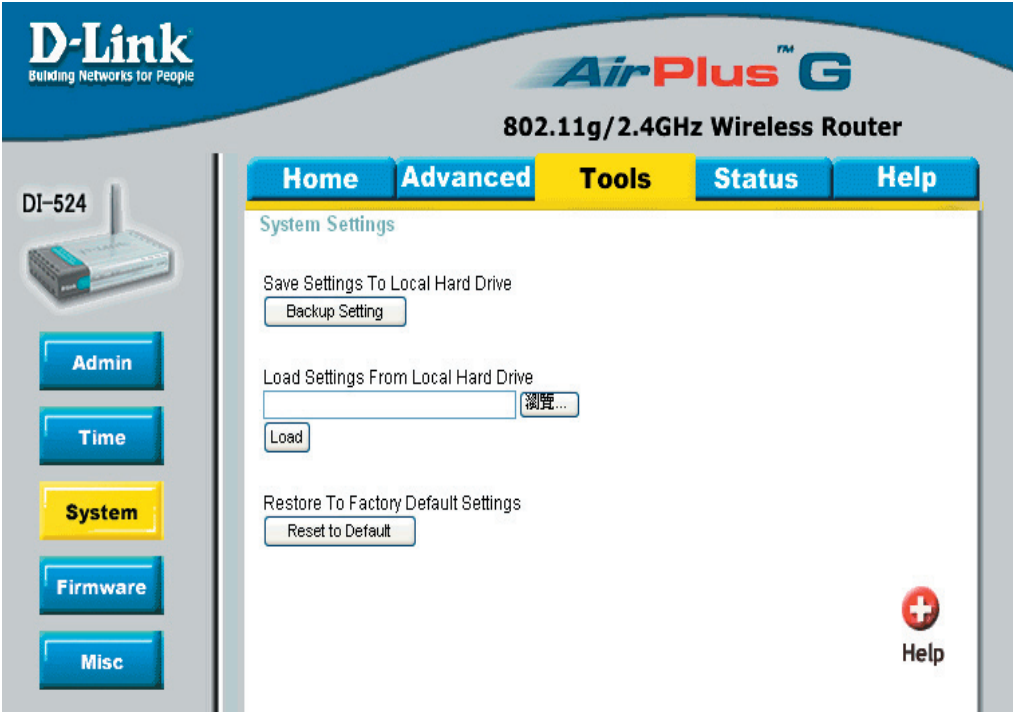 D-Link
Building Networks for People
AirPlus™ G
802.11g/2.4GHz Wireless Router
DI-524
Home
Advanced
Tools
Status
Help
System Settings
Save Settings To Local Hard Drive
Backup Setting
Load Settings From Local Hard Drive
瀏覽...
Load
Restore To Factory Default Settings
Reset to Default
Admin
Time
System
Firmware
Misc
Help